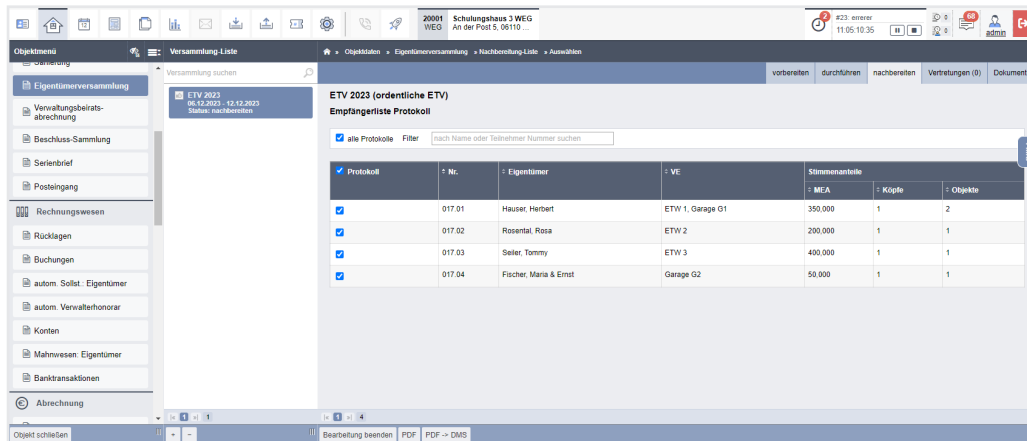 20001 Schulungshaus 3 WEG
WEG An der Post 5, 06110 ...
2
#23: errerer
11:05:10:35
0
0
68
admin
Objektmenü
Versammlung-Liste
» Objektdaten » Eigentümerversammlung » Nachbereitung-Liste » Auswählen
Eigentümerversammlung
Verwaltungsbeirats-
abrechnung
Beschluss-Sammlung
Serienbrief
Posteingang
Rechnungswesen
Rücklagen
Buchungen
autom. Sollst.: Eigentümer
autom. Verwalterhonorar
Konten
Mahnwesen: Eigentümer
Banktransaktionen
Abrechnung
Objekt schließen
Versammlung suchen
ETV 2023
06.12.2023 - 12.12.2023
Status: nachbereiten
1 1
+ -
vorbereiten durchführen nachbereiten Vertretungen (0) Dokument
ETV 2023 (ordentliche ETV)
Empfängerliste Protokoll
alle Protokolle Filter nach Name oder Teilnehmer Nummer suchen
Protokoll Nr. Eigentümer VE Stimmenanteile
MEA Köpfe Objekte
017.01 Hauser, Herbert ETW 1, Garage G1 350,000 1 2
017.02 Rosental, Rosa ETW 2 200,000 1 1
017.03 Seiler, Tommy ETW 3 400,000 1 1
017.04 Fischer, Maria & Ernst Garage G2 50,000 1 1
1 4
Bearbeitung beenden PDF PDF -> DMS